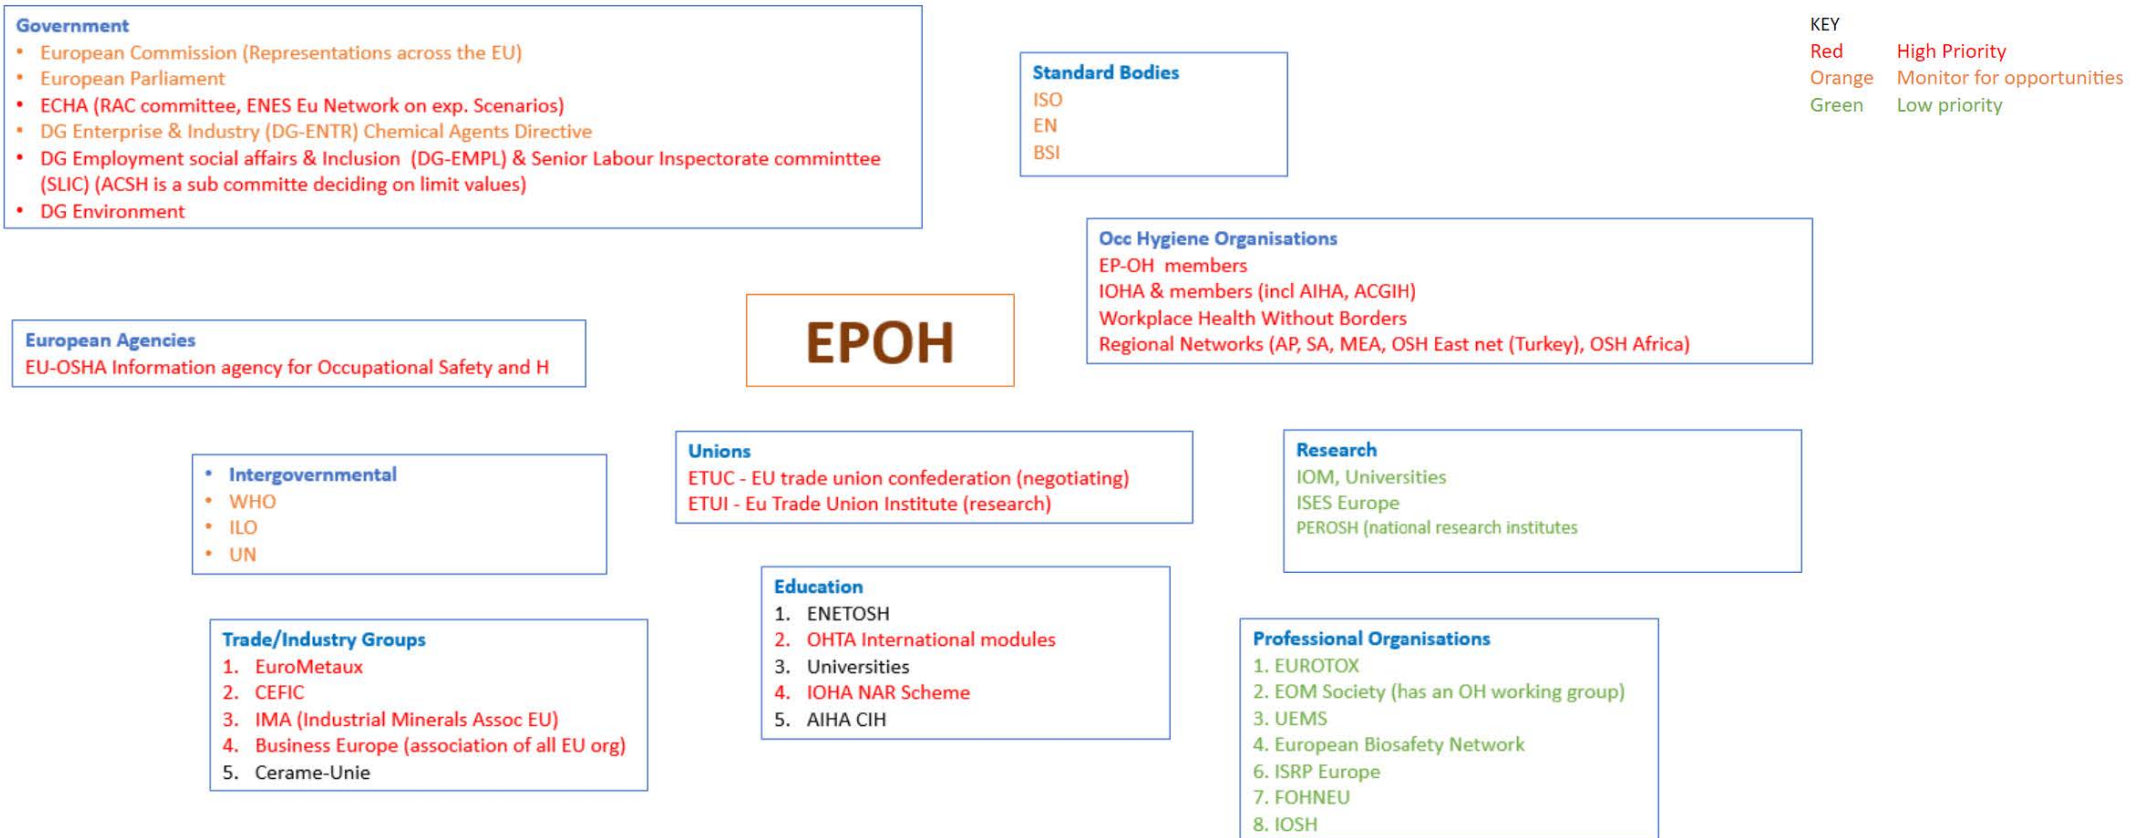 Government
• European Commission (Representations across the EU)
• European Parliament
• ECHA (RAC committee, ENES Eu Network on exp. Scenarios)
• DG Enterprise & Industry (DG-ENTR) Chemical Agents Directive
• DG Employment social affairs & Inclusion (DG-EMPL) & Senior Labour Inspectorate comminttee
(SLIC) (ACSH is a sub committe deciding on limit values)
• DG Environment
Standard Bodies
ISO
EN
BSI
KEY
Red High Priority
Orange Monitor for opportunities
Green Low priority
Occ Hygiene Organisations
EP-OH members
IOHA & members (incl AIHA, ACGIH)
Workplace Health Without Borders
Regional Networks (AP, SA, MEA, OSH East net (Turkey), OSH Africa)
European Agencies
EU-OSHA Information agency for Occupational Safety and H
EPOH
• Intergovernmental
• WHO
• ILO
• UN
Unions
ETUC - EU trade union confederation (negotiating)
ETUI - Eu Trade Union Institute (research)
Research
IOM, Universities
ISES Europe
PEROSH (national research institutes
Trade/Industry Groups
1. EuroMetaux
2. CEFIC
3. IMA (Industrial Minerals Assoc EU)
4. Business Europe (association of all EU org)
5. Cerame-Unie
Education
1. ENETOSH
2. OHTA International modules
3. Universities
4. IOHA NAR Scheme
5. AIHA CIH
Professional Organisations
1. EUROTOX
2. EOM Society (has an OH working group)
3. UEMS
4. European Biosafety Network
6. ISRP Europe
7. FOHNEU
8. IOSH